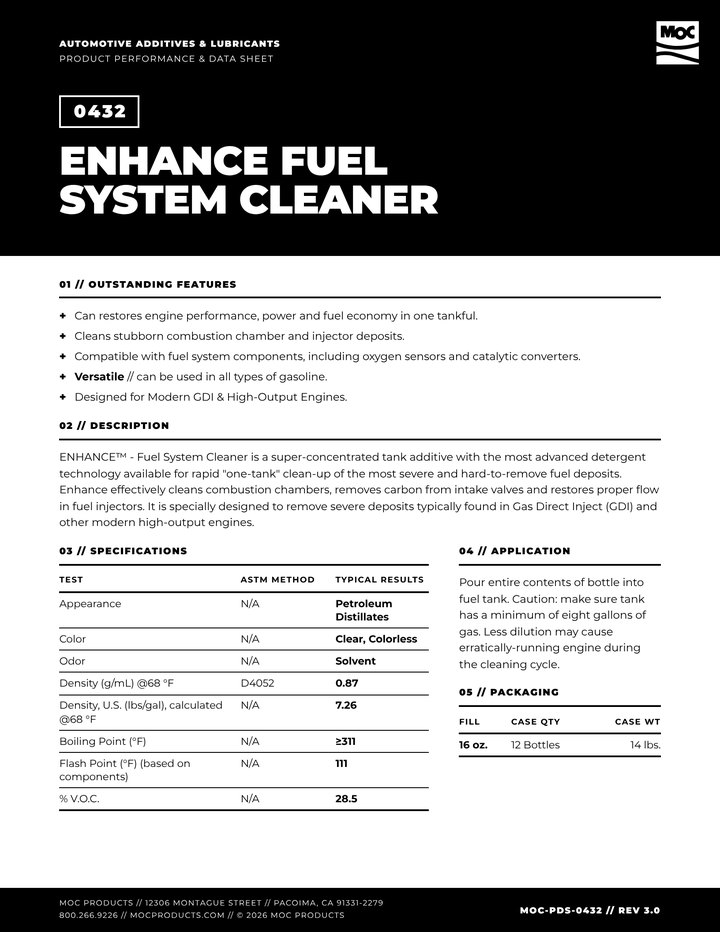 AUTOMOTIVE ADDITIVES & LUBRICANTS
PRODUCT PERFORMANCE & DATA SHEET
MOC
0432
ENHANCE FUEL
SYSTEM CLEANER
01 // OUTSTANDING FEATURES
+ Can restores engine performance, power and fuel economy in one tankful.
+ Cleans stubborn combustion chamber and injector deposits.
+ Compatible with fuel system components, including oxygen sensors and catalytic converters.
+ Versatile // can be used in all types of gasoline.
+ Designed for Modern GDI & High-Output Engines.
02 // DESCRIPTION
ENHANCE™ - Fuel System Cleaner is a super-concentrated tank additive with the most advanced detergent
technology available for rapid "one-tank" clean-up of the most severe and hard-to-remove fuel deposits.
Enhance effectively cleans combustion chambers, removes carbon from intake valves and restores proper flow
in fuel injectors. It is specially designed to remove severe deposits typically found in Gas Direct Inject (GDI) and
other modern high-output engines.
03 // SPECIFICATIONS
TEST ASTM METHOD TYPICAL RESULTS
Appearance N/A Petroleum
Distillates
Color N/A Clear, Colorless
Odor N/A Solvent
Density (g/mL) @68 °F D4052 0.87
Density, U.S. (lbs/gal), calculated N/A 7.26
@68 °F
Boiling Point (°F) N/A ≥311
Flash Point (°F) (based on N/A 111
components)
% V.O.C. N/A 28.5
04 // APPLICATION
Pour entire contents of bottle into
fuel tank. Caution: make sure tank
has a minimum of eight gallons of
gas. Less dilution may cause
erratically-running engine during
the cleaning cycle.
05 // PACKAGING
FILL CASE QTY CASE WT
16 oz. 12 Bottles 14 lbs.
MOC PRODUCTS // 12306 MONTAGUE STREET // PACOIMA, CA 91331-2279
800.266.9226 // MOCPRODUCTS.COM // © 2026 MOC PRODUCTS
MOC-PDS-0432 // REV 3.0